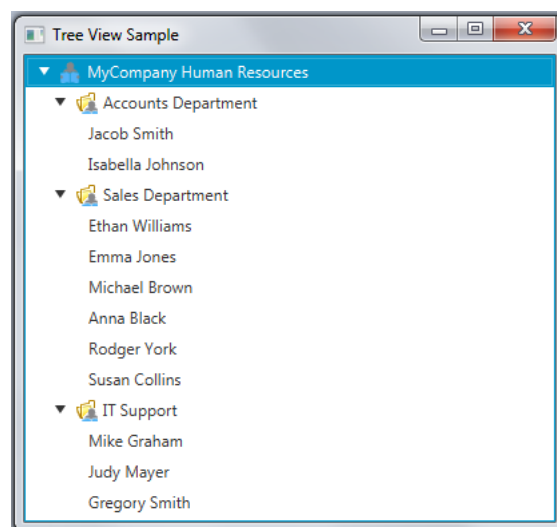 Tree View Sample
MyCompany Human Resources
Accounts Department
Jacob Smith
Isabella Johnson
Sales Department
Ethan Williams
Emma Jones
Michael Brown
Anna Black
Rodger York
Susan Collins
IT Support
Mike Graham
Judy Mayer
Gregory Smith